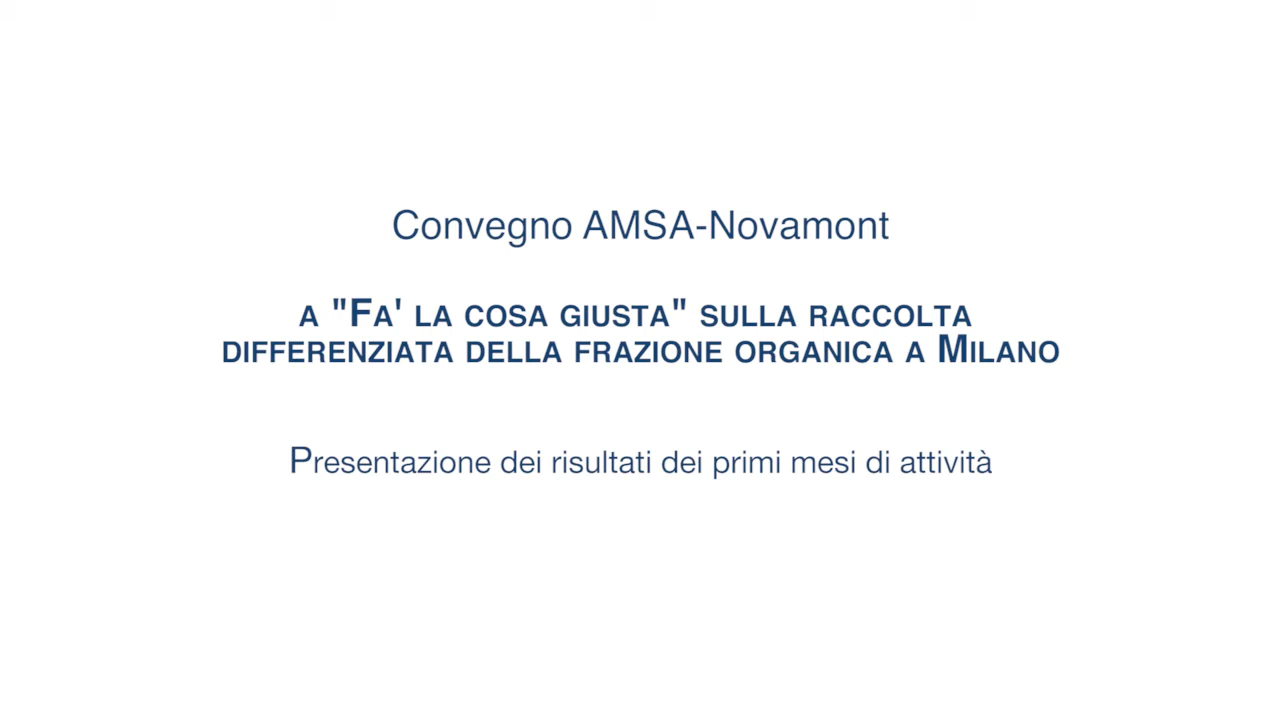 Convegno AMSA-Novamont
A "FA' LA COSA GIUSTA" SULLA RACCOLTA
DIFFERENZIATA DELLA FRAZIONE ORGANICA A MILANO
Presentazione dei risultati dei primi mesi di attività